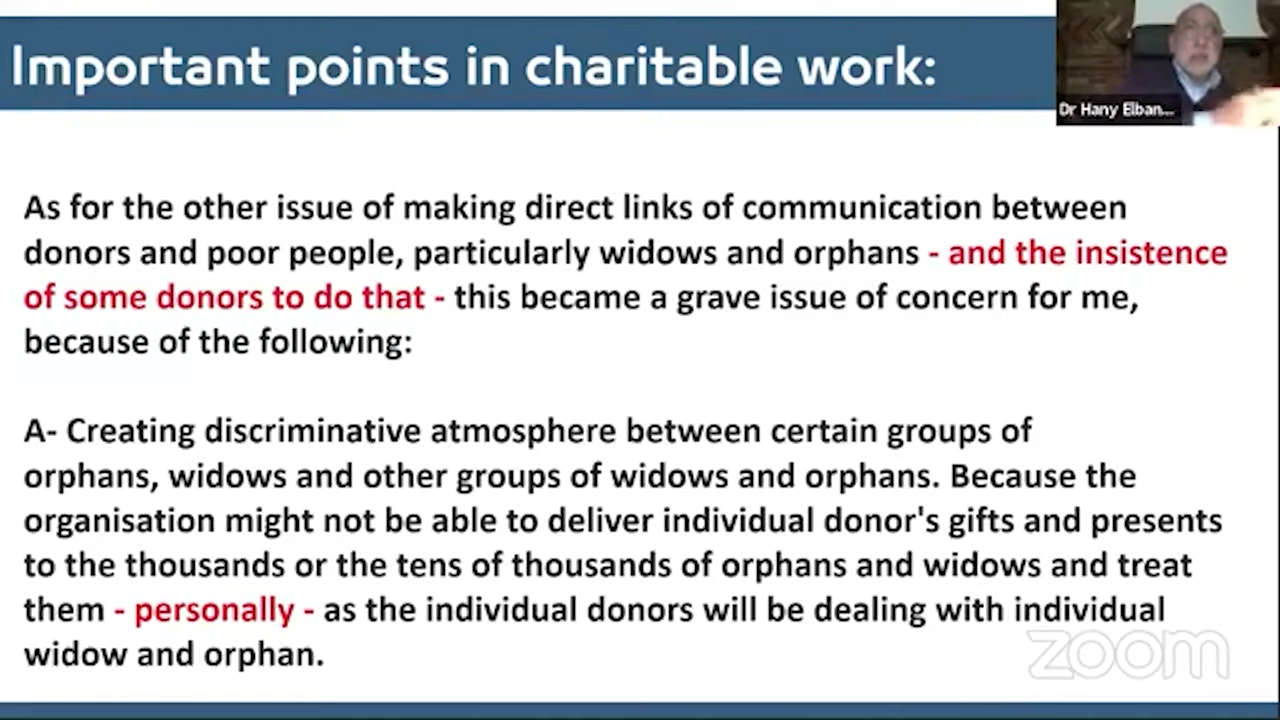 Important points in charitable work:
Dr Hany Elban...
As for the other issue of making direct links of communication between
donors and poor people, particularly widows and orphans - and the insistence
of some donors to do that - this became a grave issue of concern for me,
because of the following:
A- Creating discriminative atmosphere between certain groups of
orphans, widows and other groups of widows and orphans. Because the
organisation might not be able to deliver individual donor's gifts and presents
to the thousands or the tens of thousands of orphans and widows and treat
them - personally - as the individual donors will be dealing with individual
widow and orphan.
zoom